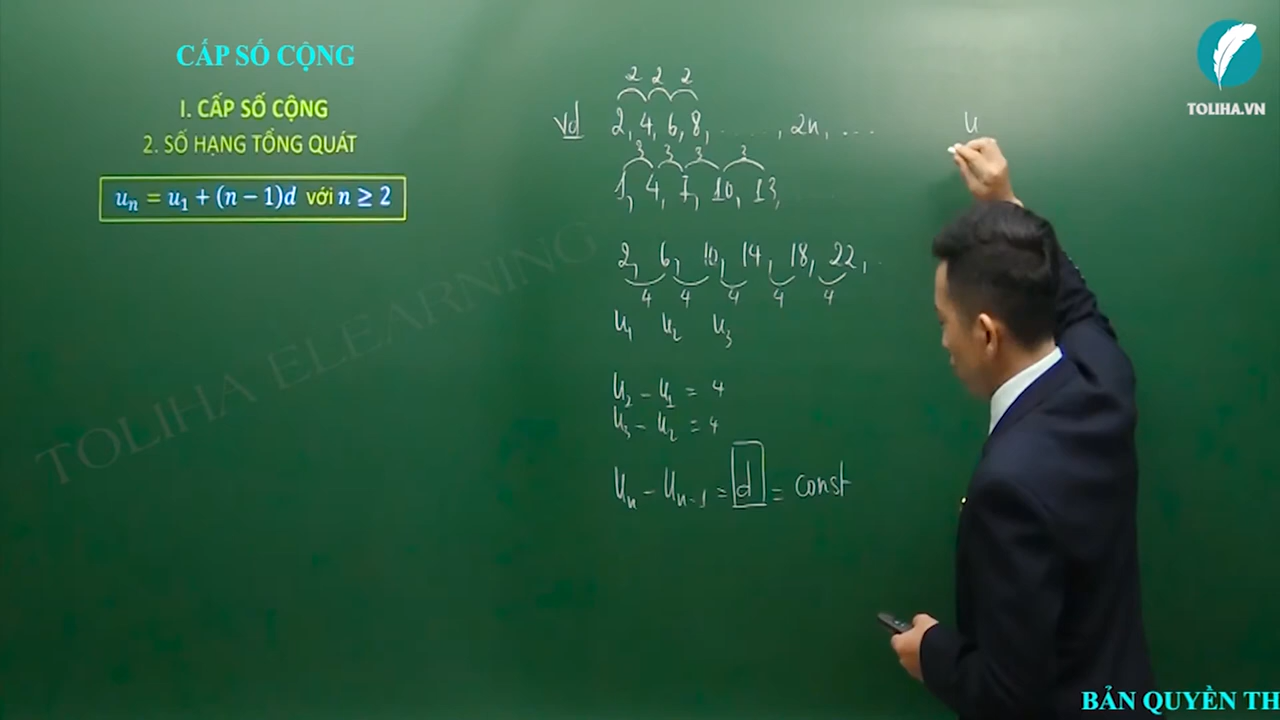 CẤP SỐ CỘNG
I. CẤP SỐ CỘNG
2. SỐ HẠNG TỔNG QUÁT
uₙ = u₁ + (n − 1)d với n ≥ 2
2 2 2
Vd 2, 4, 6, 8, ....., 2n, ...
3 3 3 3
1, 4, 7, 10, 13,
2, 6, 10, 14, 18, 22, .
4 4 4 4 4
u₁ u₂ u₃
u₂ − u₁ = 4
u₃ − u₂ = 4
uₙ − uₙ₋₁ = d = const
u
TOLIHA.VN
TOLIHA ELEARNING
BẢN QUYỀN TH